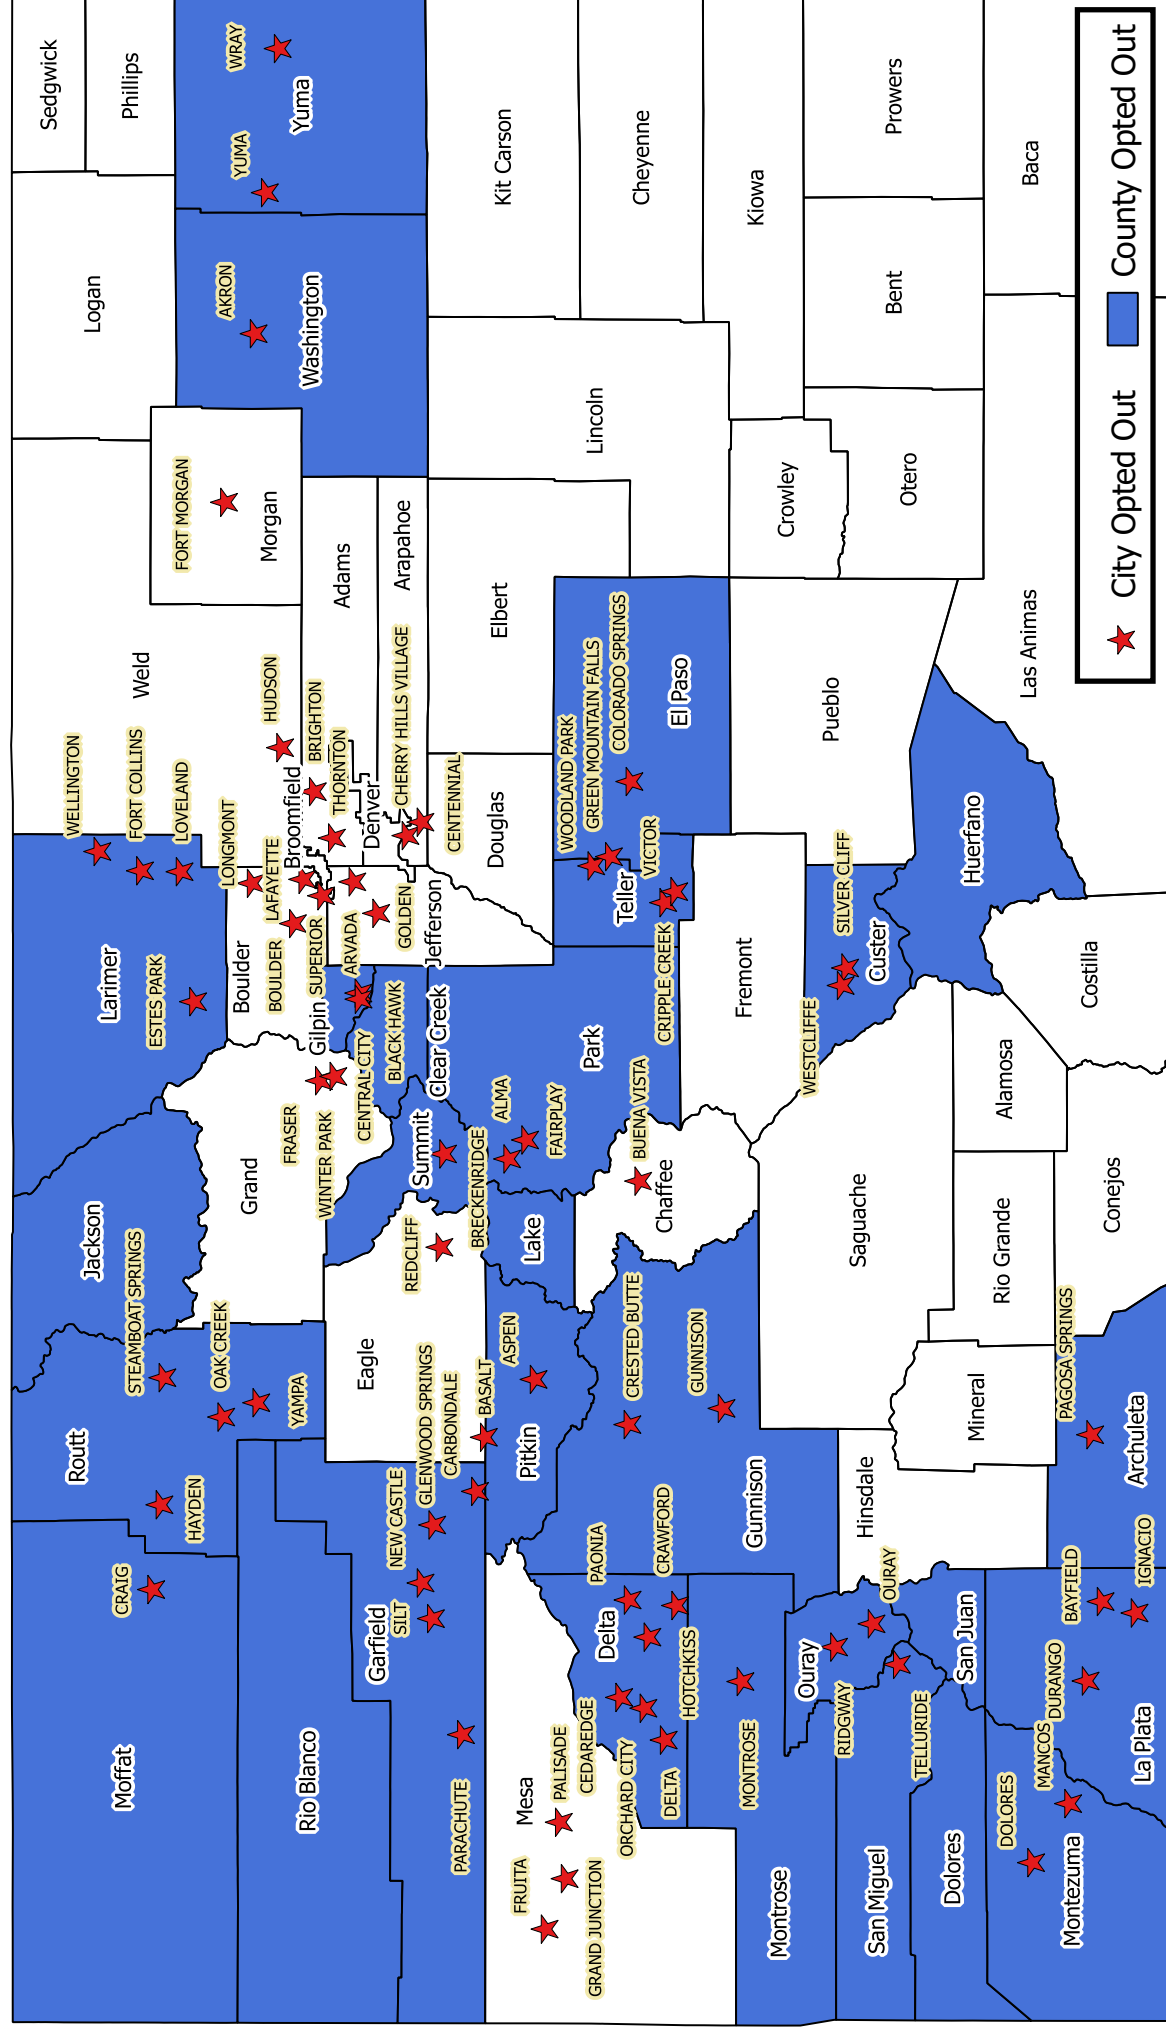 Moffat
CRAIG
Routt
HAYDEN
STEAMBOAT SPRINGS
OAK CREEK
YAMPA
Jackson
Larimer
WELLINGTON
FORT COLLINS
LOVELAND
ESTES PARK
Weld
HUDSON
Logan
Sedgwick
Phillips
FORT MORGAN
Morgan
AKRON
Washington
YUMA
WRAY
Yuma
Rio Blanco
Grand
FRASER
WINTER PARK
Boulder
LONGMONT
LAFAYETTE
BOULDER
SUPERIOR
Broomfield
BRIGHTON
THORNTON
Adams
Gilpin
CENTRAL CITY
BLACK HAWK
ARVADA
GOLDEN
Jefferson
Denver
CHERRY HILLS VILLAGE
Arapahoe
CENTENNIAL
Clear Creek
Garfield
PARACHUTE
SILT
NEW CASTLE
GLENWOOD SPRINGS
CARBONDALE
Eagle
REDCLIFF
BASALT
Summit
BRECKENRIDGE
Mesa
FRUITA
GRAND JUNCTION
PALISADE
Pitkin
ASPEN
Lake
ALMA
FAIRPLAY
Park
Douglas
Elbert
Lincoln
Kit Carson
Cheyenne
Delta
CEDAREDGE
ORCHARD CITY
DELTA
HOTCHKISS
PAONIA
CRAWFORD
CRESTED BUTTE
GUNNISON
Gunnison
BUENA VISTA
Chaffee
WOODLAND PARK
GREEN MOUNTAIN FALLS
COLORADO SPRINGS
Teller
VICTOR
CRIPPLE CREEK
El Paso
MONTROSE
Montrose
Fremont
Pueblo
Crowley
Kiowa
Otero
Bent
Prowers
Ouray
RIDGWAY
OURAY
TELLURIDE
San Miguel
Hinsdale
Saguache
WESTCLIFFE
SILVER CLIFF
Custer
Huerfano
Dolores
San Juan
Mineral
Rio Grande
Alamosa
Costilla
Las Animas
Baca
DOLORES
MANCOS
Montezuma
DURANGO
BAYFIELD
IGNACIO
La Plata
PAGOSA SPRINGS
Archuleta
Conejos
City Opted Out
County Opted Out